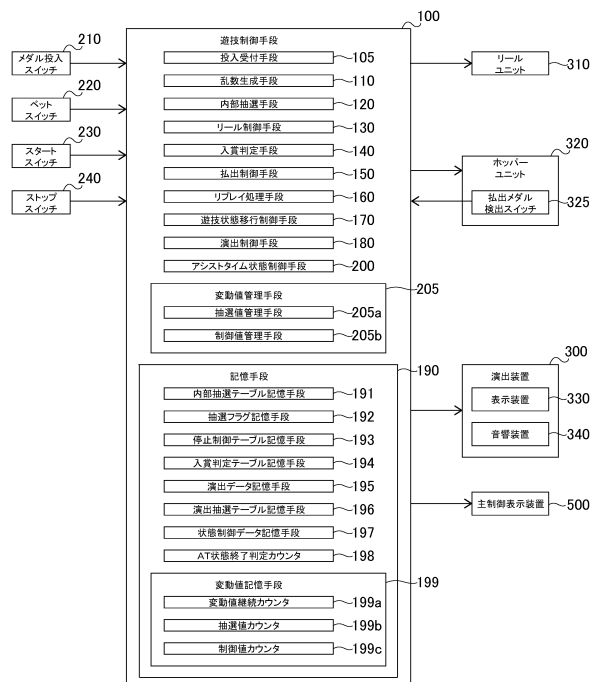 100
遊技制御手段
投入受付手段 105
乱数生成手段 110
内部抽選手段 120
リール制御手段 130
入賞判定手段 140
払出制御手段 150
リプレイ処理手段 160
遊技状態移行制御手段 170
演出制御手段 180
アシストタイム状態制御手段 200
205
変動値管理手段
抽選値管理手段 205a
制御値管理手段 205b
190
記憶手段
内部抽選テーブル記憶手段 191
抽選フラグ記憶手段 192
停止制御テーブル記憶手段 193
入賞判定テーブル記憶手段 194
演出データ記憶手段 195
演出抽選テーブル記憶手段 196
状態制御データ記憶手段 197
AT状態終了判定カウンタ 198
199
変動値記憶手段
変動値継続カウンタ 199a
抽選値カウンタ 199b
制御値カウンタ 199c
210
メダル投入
スイッチ
220
ベット
スイッチ
230
スタート
スイッチ
240
ストップ
スイッチ
リール
ユニット
310
320
ホッパー
ユニット
払出メダル
検出スイッチ
325
300
演出装置
表示装置 330
音響装置 340
主制御表示装置 500